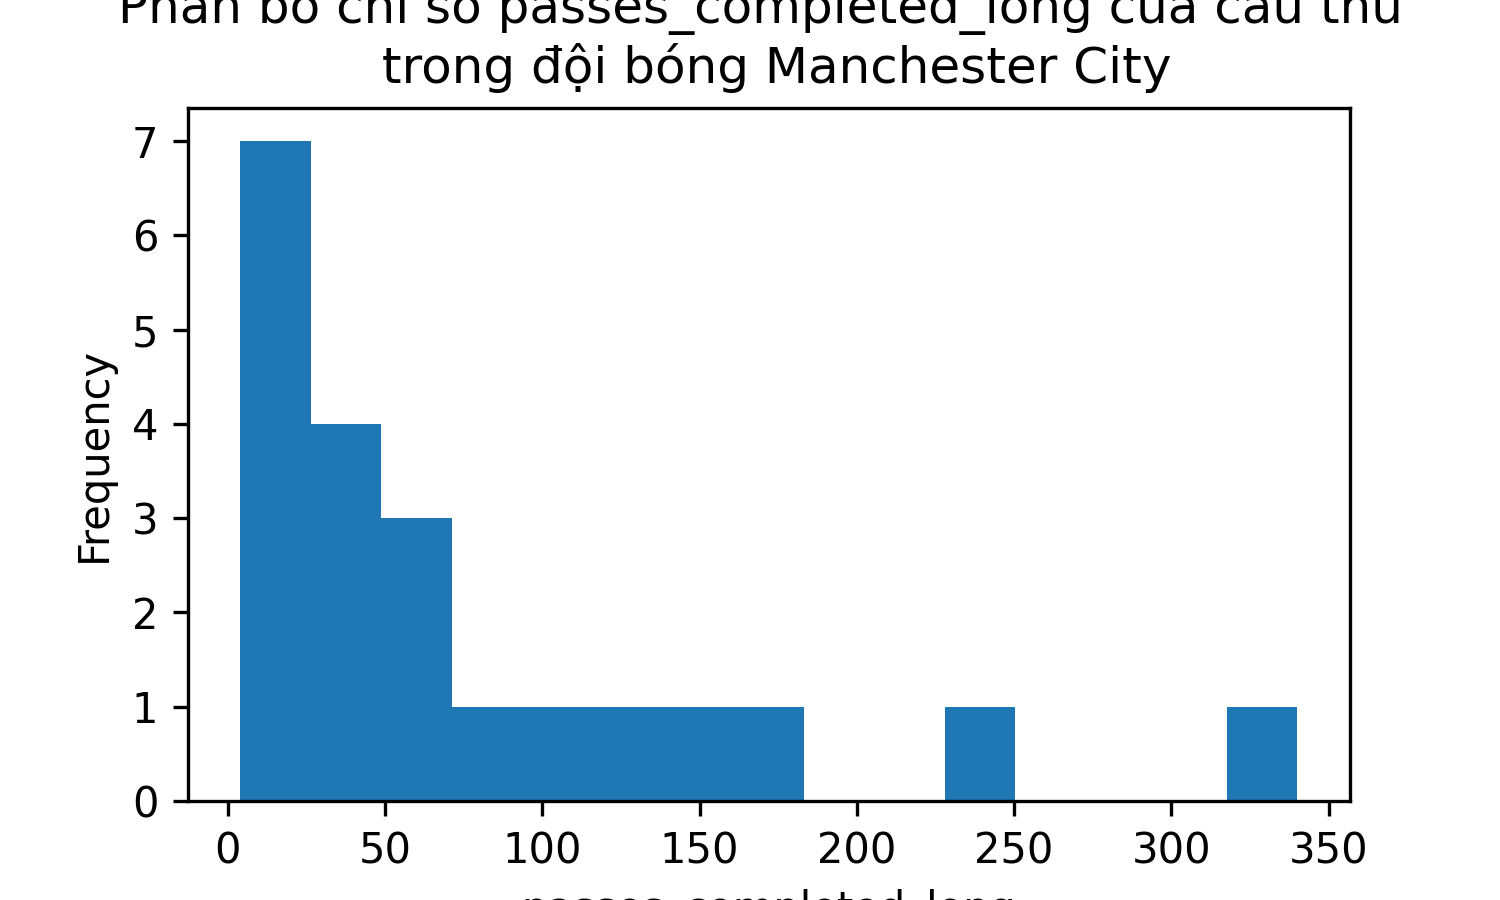 Phân bố chỉ số passes_completed_long của cầu thủ
trong đội bóng Manchester City
7
6
5
4
3
2
1
0
Frequency
0 50 100 150 200 250 300 350
passes_completed_long